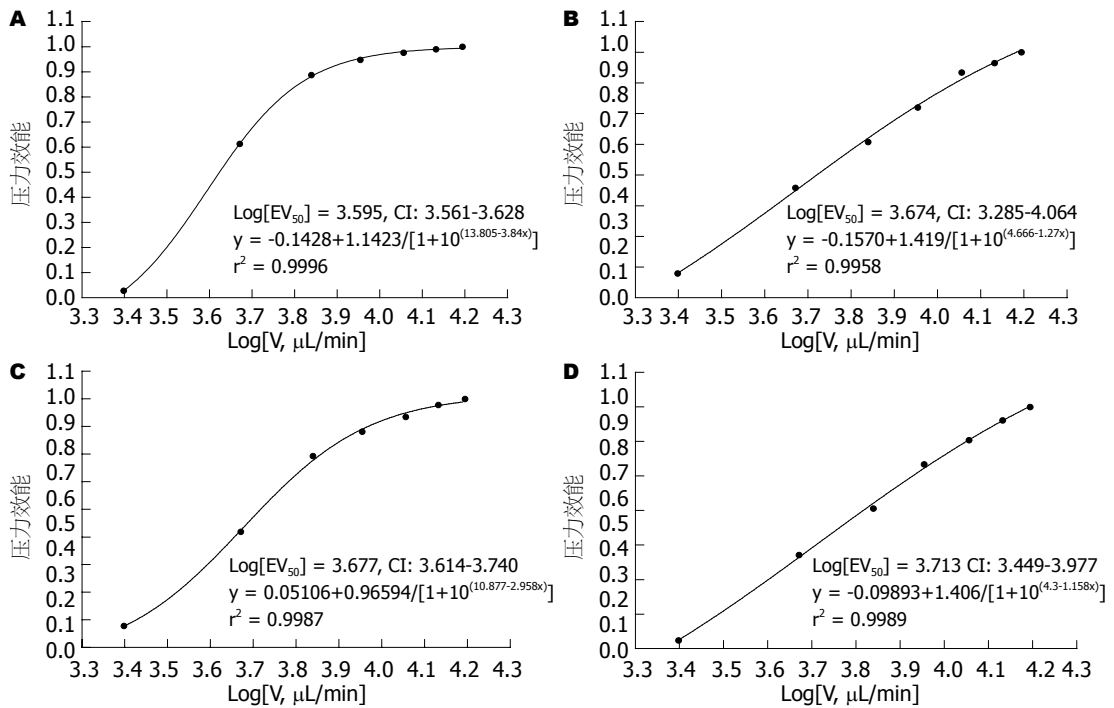 A
1.1
1.0
0.9
0.8
0.7
0.6
0.5
0.4
0.3
0.2
0.1
0.0
压力效能
Log[EV₅₀] = 3.595, CI: 3.561-3.628
y = -0.1428+1.1423/[1+10^(13.805-3.84x)]
r² = 0.9996
3.3 3.4 3.5 3.6 3.7 3.8 3.9 4.0 4.1 4.2 4.3
Log[V, μL/min]
B
1.1
1.0
0.9
0.8
0.7
0.6
0.5
0.4
0.3
0.2
0.1
0.0
压力效能
Log[EV₅₀] = 3.674, CI: 3.285-4.064
y = -0.1570+1.419/[1+10^(4.666-1.27x)]
r² = 0.9958
3.3 3.4 3.5 3.6 3.7 3.8 3.9 4.0 4.1 4.2 4.3
Log[V, μL/min]
C
1.1
1.0
0.9
0.8
0.7
0.6
0.5
0.4
0.3
0.2
0.1
0.0
压力效能
Log[EV₅₀] = 3.677, CI: 3.614-3.740
y = 0.05106+0.96594/[1+10^(10.877-2.958x)]
r² = 0.9987
3.3 3.4 3.5 3.6 3.7 3.8 3.9 4.0 4.1 4.2 4.3
Log[V, μL/min]
D
1.1
1.0
0.9
0.8
0.7
0.6
0.5
0.4
0.3
0.2
0.1
0.0
压力效能
Log[EV₅₀] = 3.713 CI: 3.449-3.977
y = -0.09893+1.406/[1+10^(4.3-1.158x)]
r² = 0.9989
3.3 3.4 3.5 3.6 3.7 3.8 3.9 4.0 4.1 4.2 4.3
Log[V, μL/min]